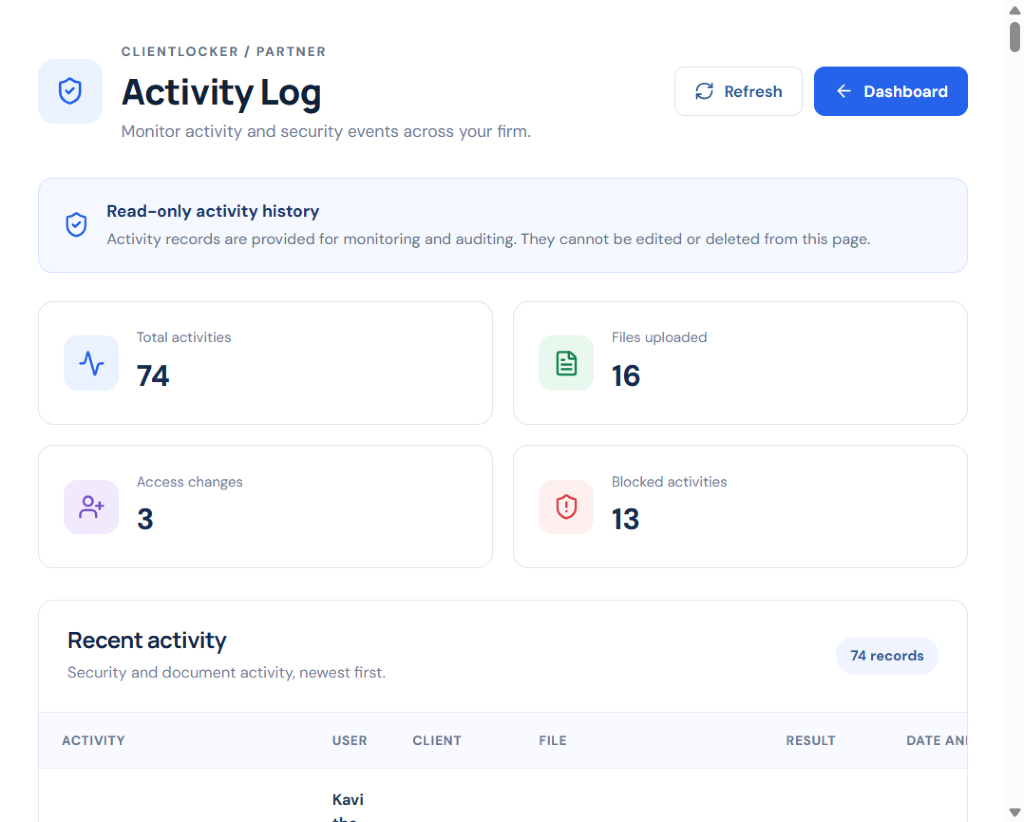 CLIENTLOCKER / PARTNER
Activity Log
Monitor activity and security events across your firm.
Refresh
Dashboard
Read-only activity history
Activity records are provided for monitoring and auditing. They cannot be edited or deleted from this page.
Total activities
74
Files uploaded
16
Access changes
3
Blocked activities
13
Recent activity
Security and document activity, newest first.
74 records
ACTIVITY USER CLIENT FILE RESULT DATE
Kavi